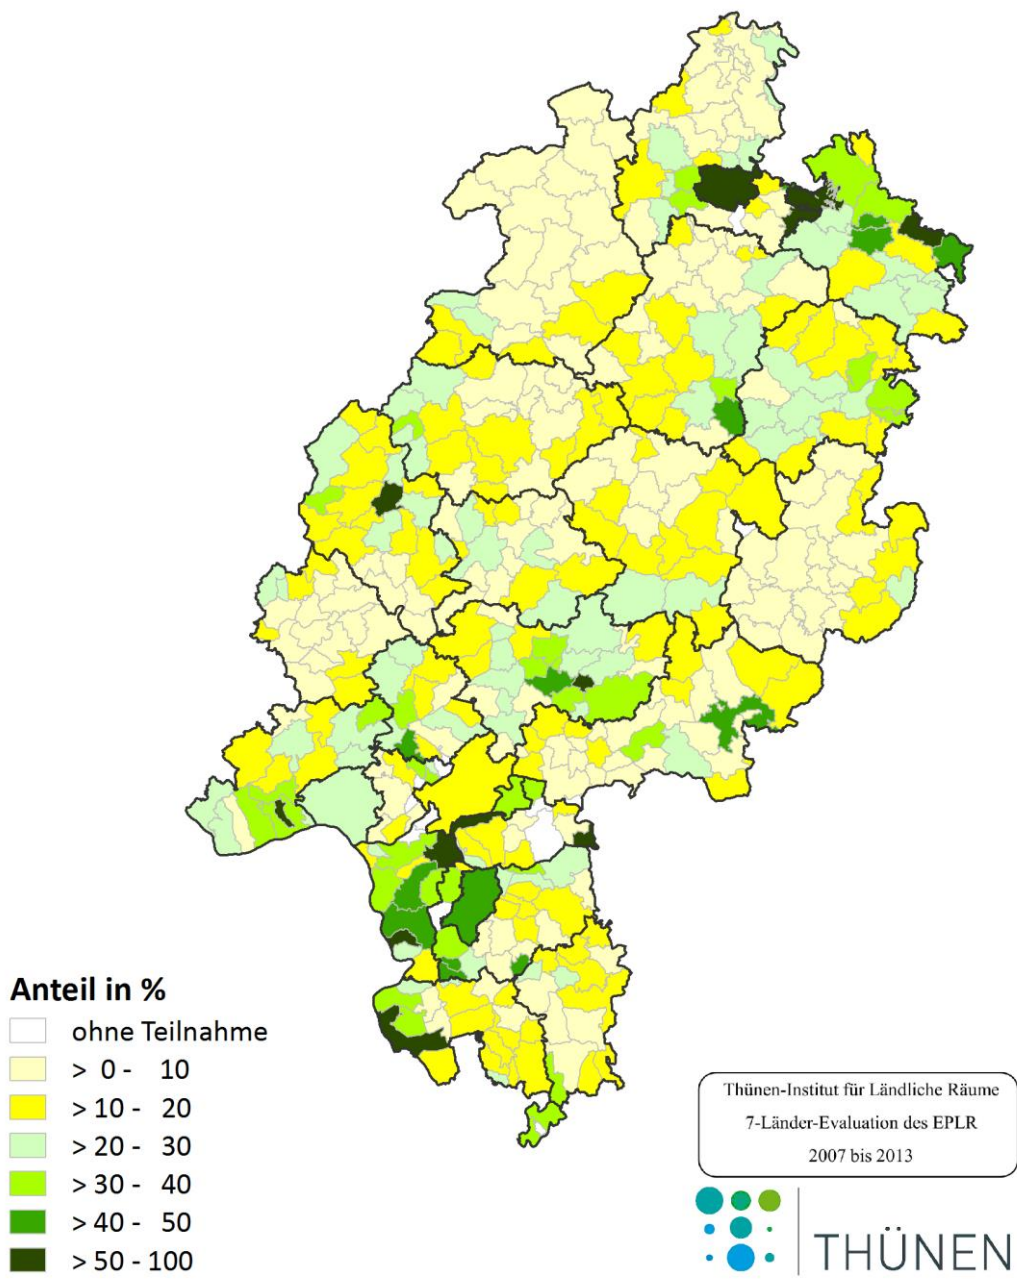 Anteil in %
ohne Teilnahme
> 0 - 10
> 10 - 20
> 20 - 30
> 30 - 40
> 40 - 50
> 50 - 100
Thünen-Institut für Ländliche Räume
7-Länder-Evaluation des EPLR
2007 bis 2013
THÜNEN